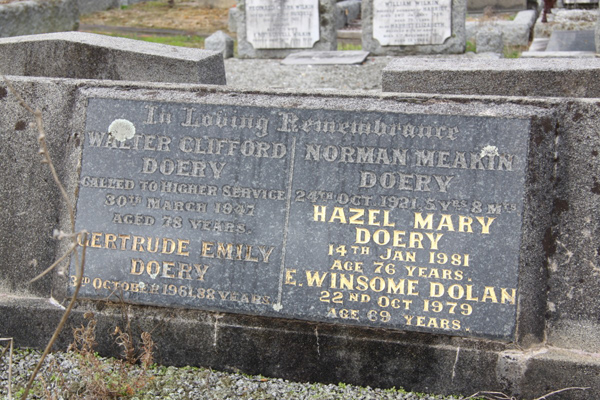 In Loving Remembrance
WALTER CLIFFORD
DOERY
CALLED TO HIGHER SERVICE
30TH MARCH 1947
AGED 78 YEARS.
GERTRUDE EMILY
DOERY
OCTOBER 1961, 88 YEARS
NORMAN MEAKIN
DOERY
24TH OCT 1921, 5 YRS 8 MTS
HAZEL MARY
DOERY
14TH JAN 1981
AGE 76 YEARS.
E. WINSOME DOLAN
22ND OCT 1979
AGE 69 YEARS.